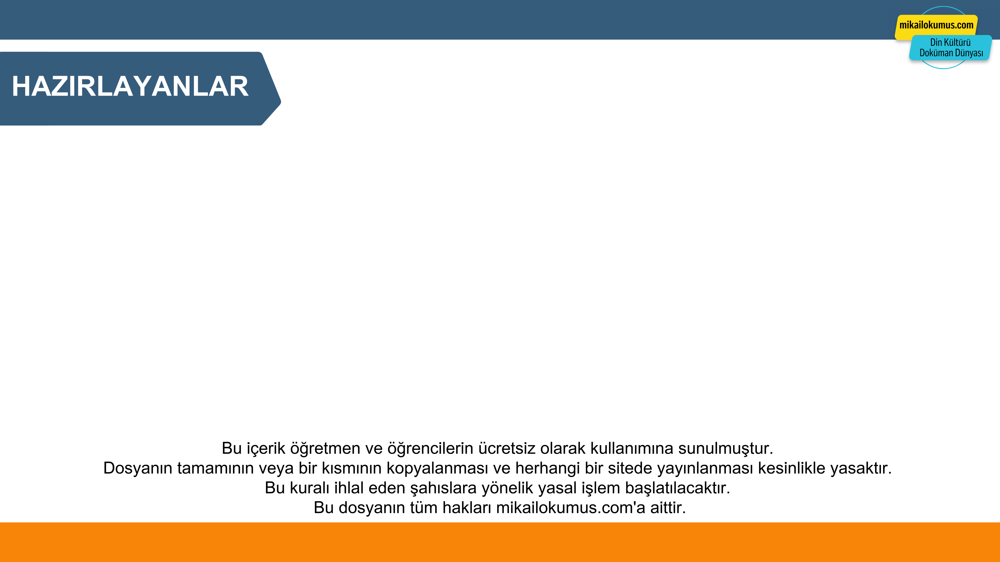 mikailokumus.com
Din Kültürü
Doküman Dünyası
HAZIRLAYANLAR
Bu içerik öğretmen ve öğrencilerin ücretsiz olarak kullanımına sunulmuştur.
Dosyanın tamamının veya bir kısmının kopyalanması ve herhangi bir sitede yayınlanması kesinlikle yasaktır.
Bu kuralı ihlal eden şahıslara yönelik yasal işlem başlatılacaktır.
Bu dosyanın tüm hakları mikailokumus.com'a aittir.